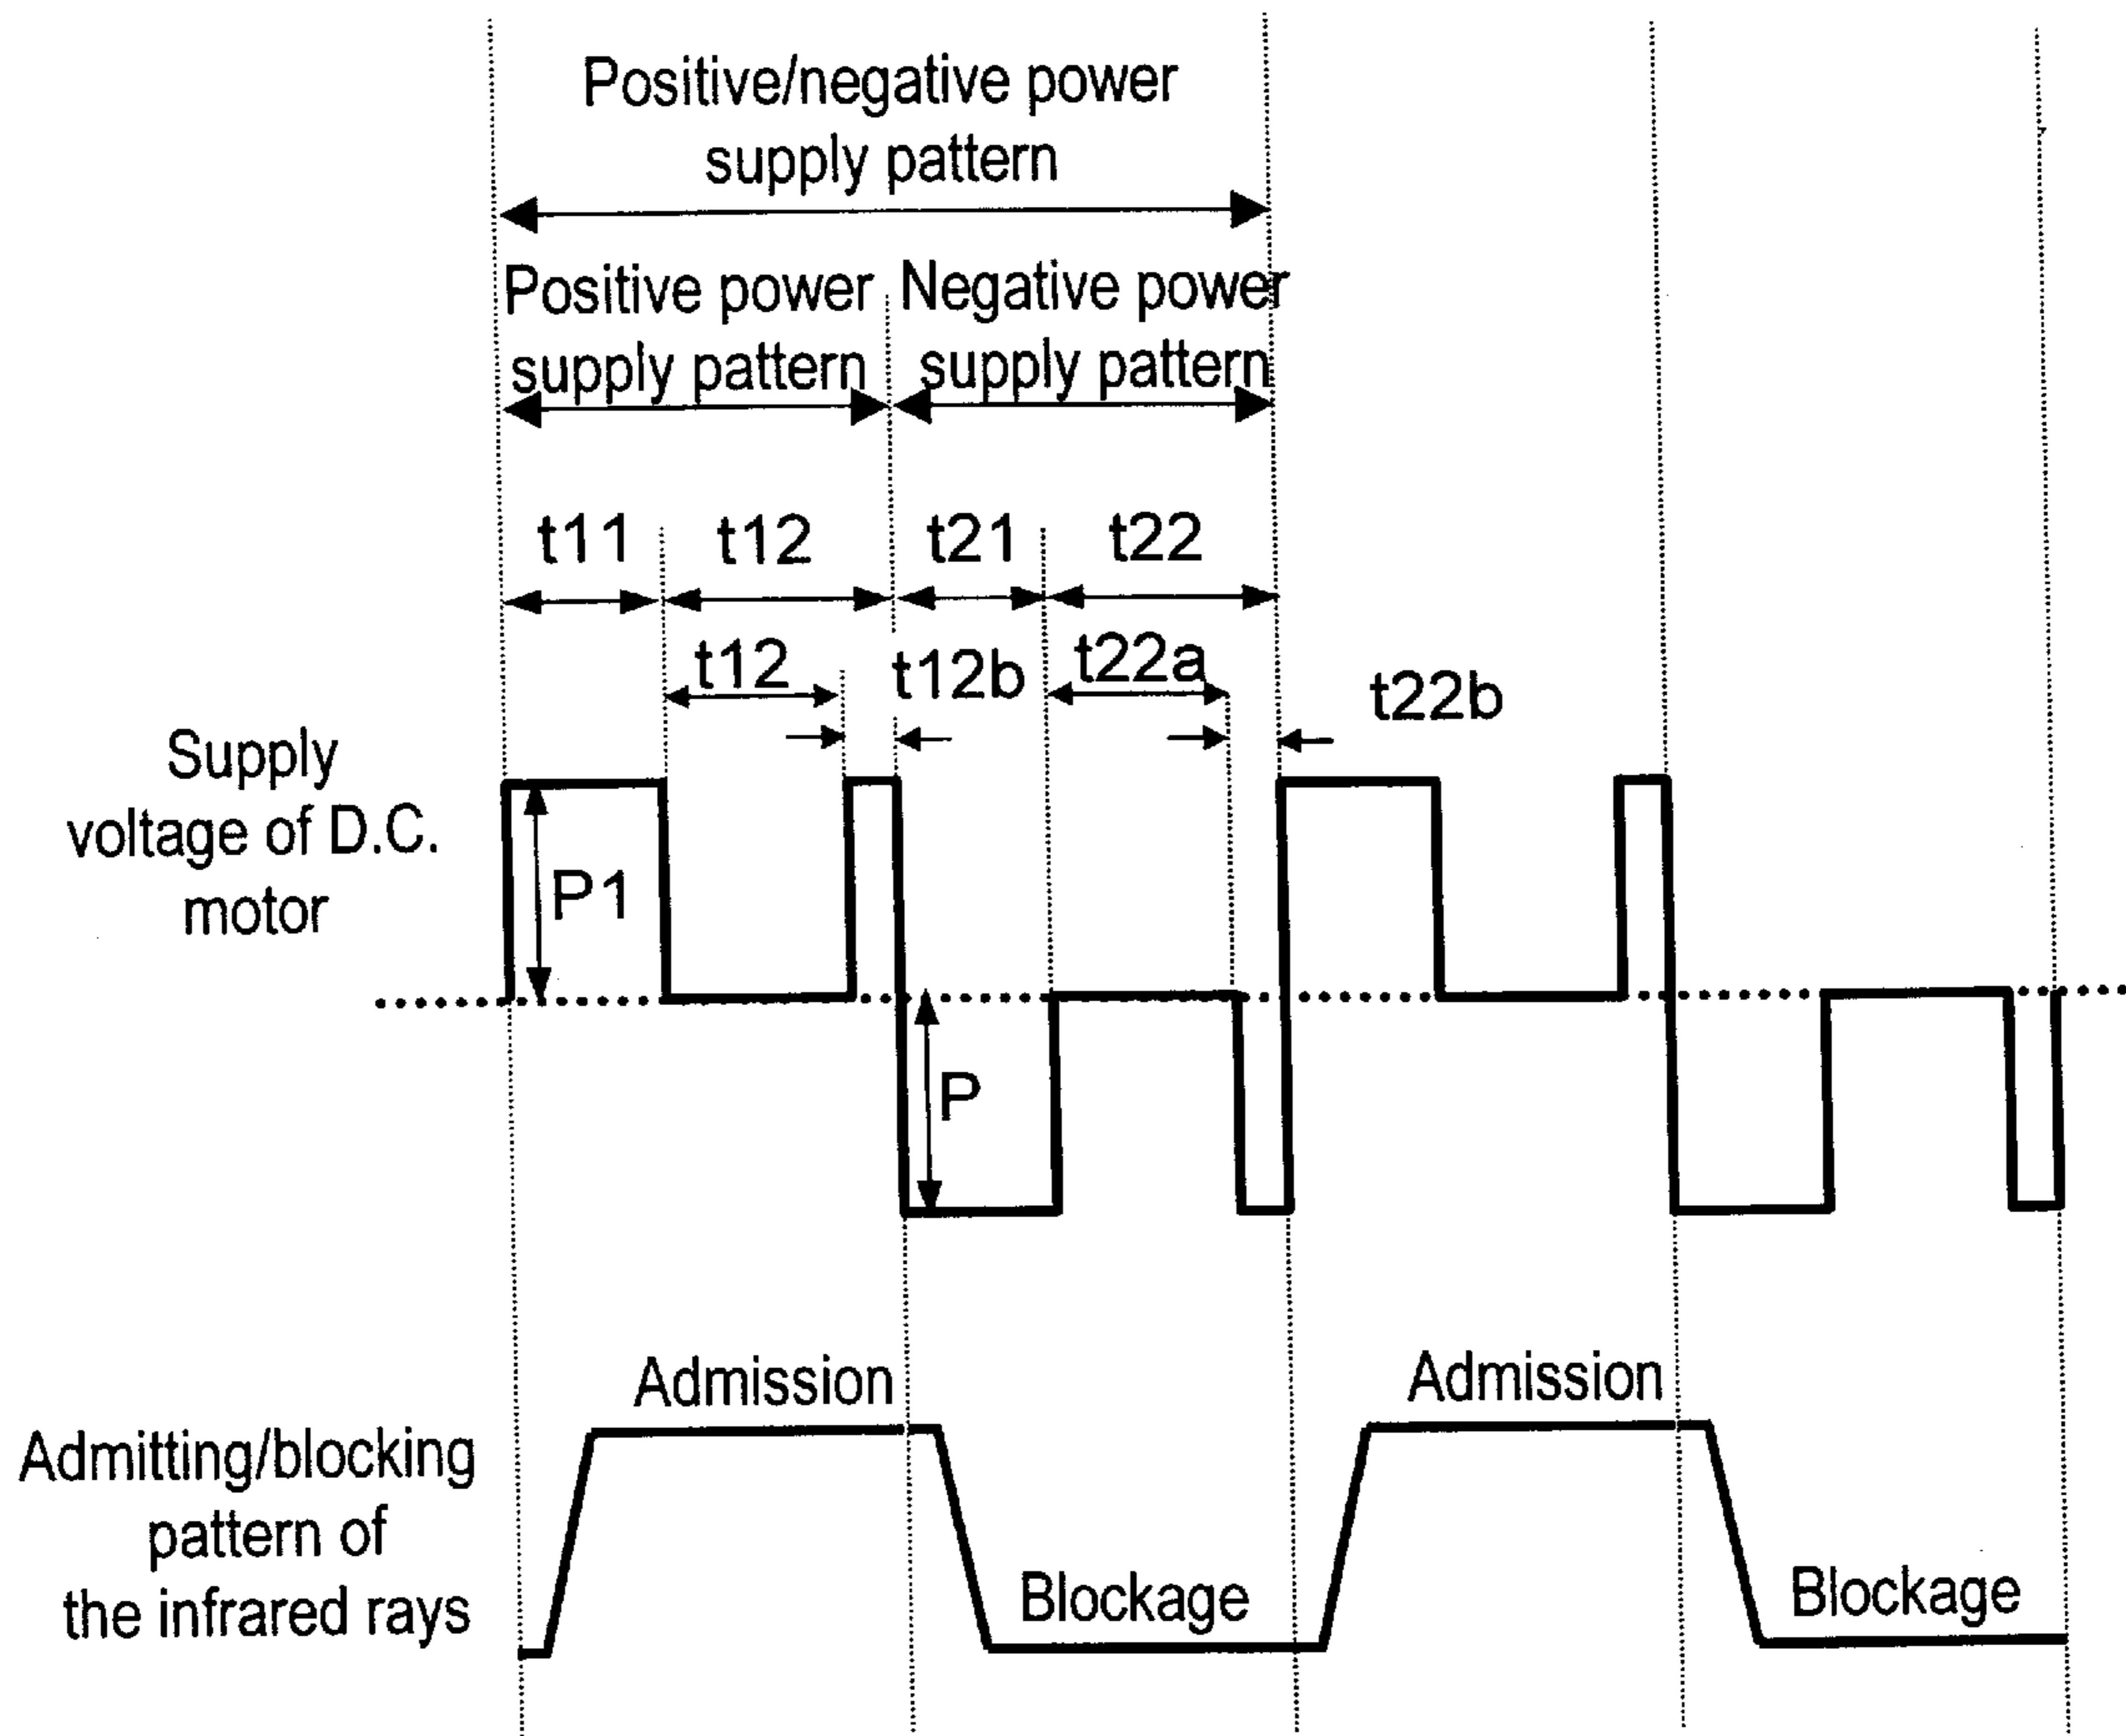 Positive/negative power
supply pattern
Positive power
supply pattern
Negative power
supply pattern
t11
t12
t21
t22
t12
t12b
t22a
t22b
Supply
voltage of D.C.
motor
P1
P
Admission
Admission
Admitting/blocking
pattern of
the infrared rays
Blockage
Blockage